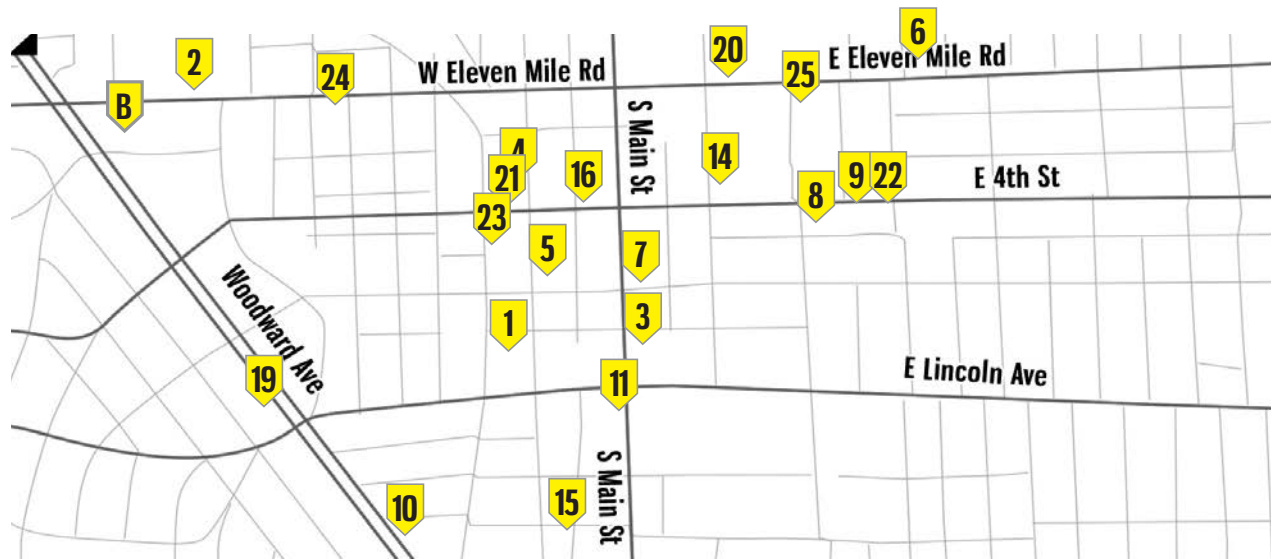 6
20
2
E Eleven Mile Rd
24
W Eleven Mile Rd
25
B
S Main St
4
14
16
21
9
22
E 4th St
8
23
5
7
Woodward Ave
3
1
E Lincoln Ave
19
11
S Main St
15
10